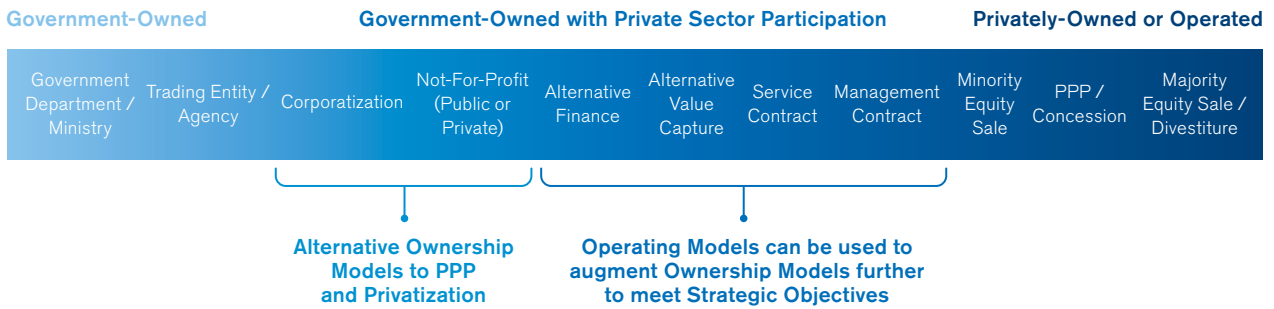 Government-Owned
Government-Owned with Private Sector Participation
Privately-Owned or Operated
Government
Department /
Ministry
Trading Entity /
Agency
Corporatization
Not-For-Profit
(Public or
Private)
Alternative
Finance
Alternative
Value
Capture
Service
Contract
Management
Contract
Minority
Equity
Sale
PPP /
Concession
Majority
Equity Sale /
Divestiture
Alternative Ownership
Models to PPP
and Privatization
Operating Models can be used to
augment Ownership Models further
to meet Strategic Objectives